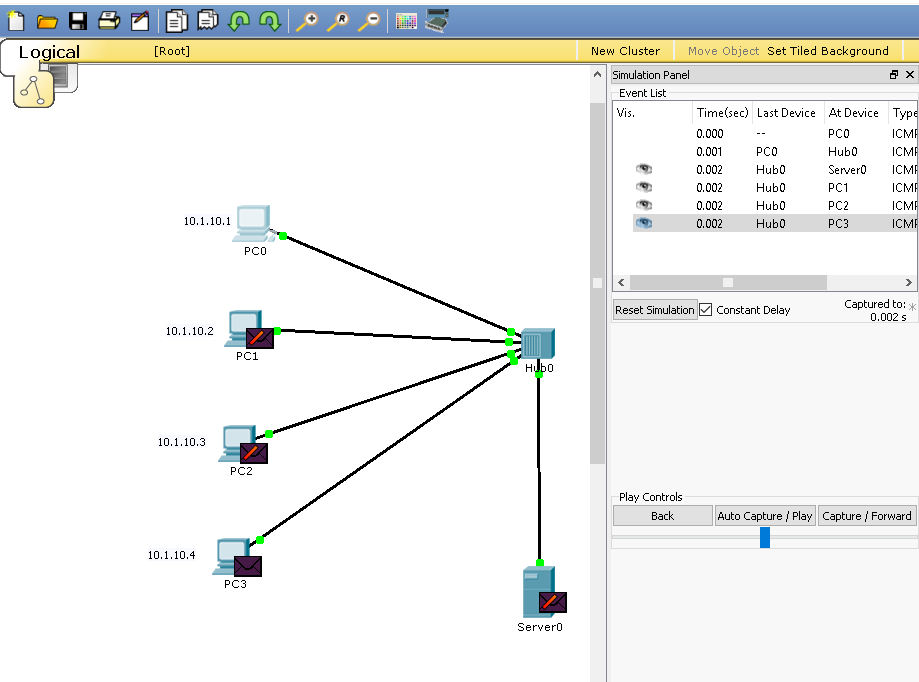 Logical
[Root]
New Cluster
Move Object
Set Tiled Background
Simulation Panel
Event List
Vis. Time(sec) Last Device At Device Type
0.000 -- PC0 ICMP
0.001 PC0 Hub0 ICMP
0.002 Hub0 Server0 ICMP
0.002 Hub0 PC1 ICMP
0.002 Hub0 PC2 ICMP
0.002 Hub0 PC3 ICMP
Reset Simulation
Constant Delay
Captured to:
0.002 s
Play Controls
Back
Auto Capture / Play
Capture / Forward
10.1.10.1
PC0
10.1.10.2
PC1
Hub0
10.1.10.3
PC2
10.1.10.4
PC3
Server0